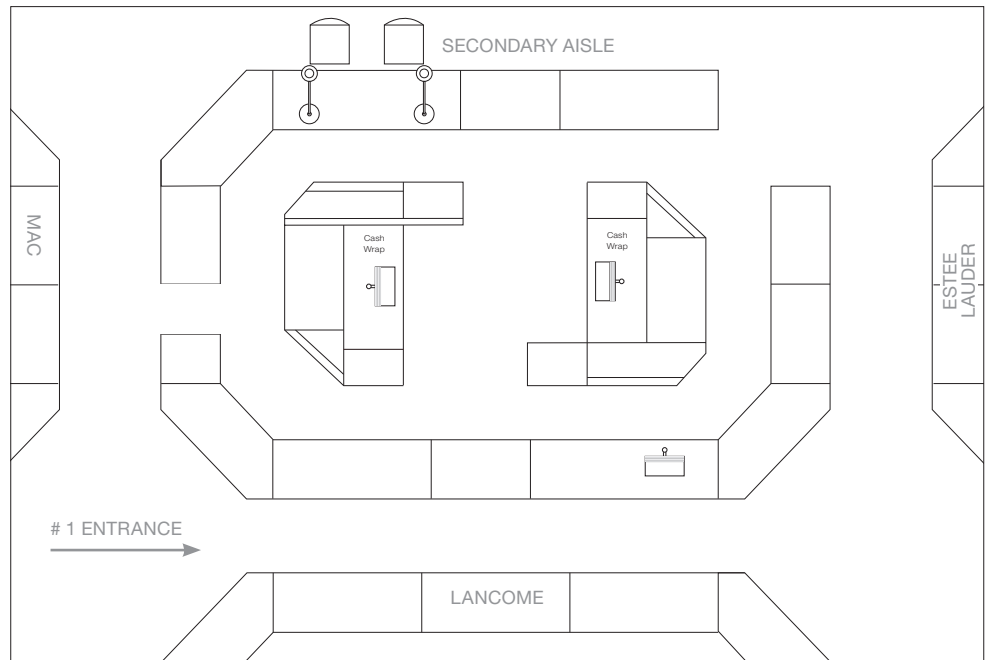 SECONDARY AISLE
MAC
Cash
Wrap
Cash
Wrap
ESTEE
LAUDER
# 1 ENTRANCE
LANCOME